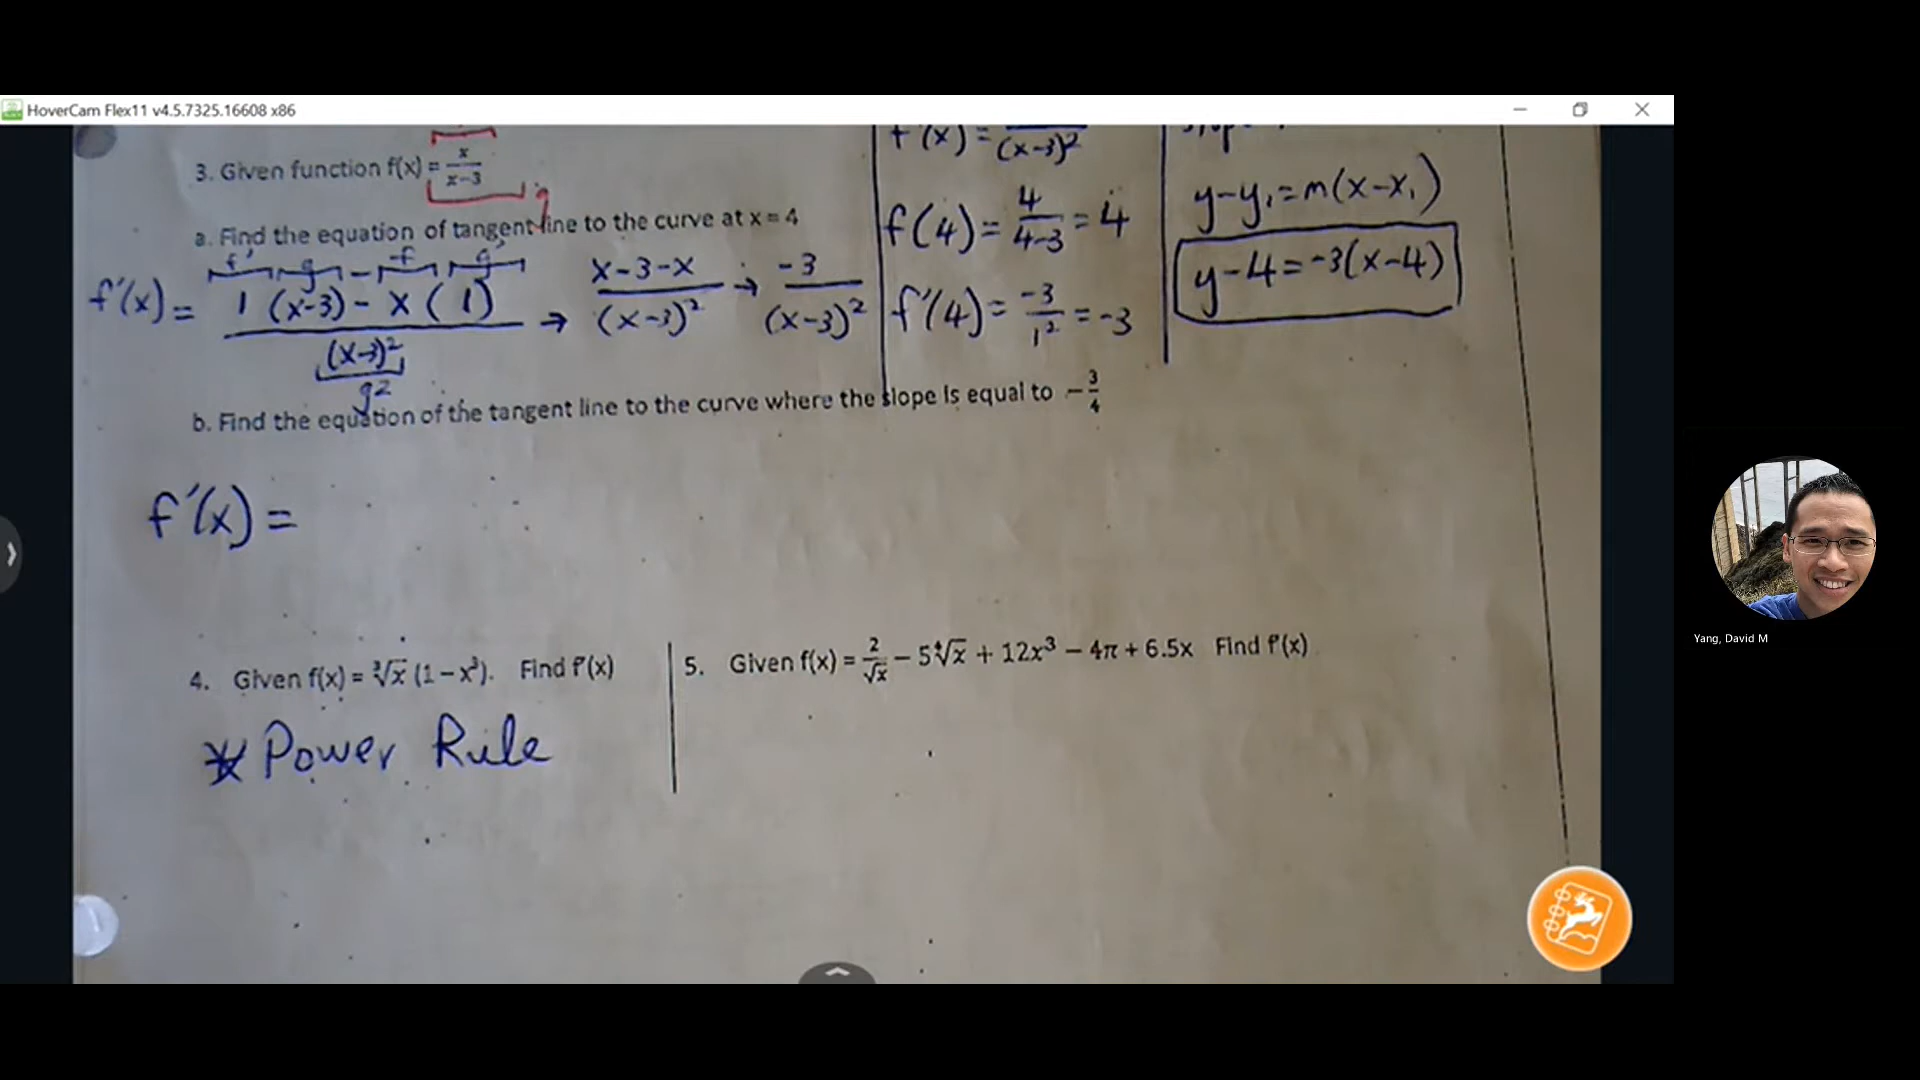 HoverCam Flex11 v4.5.7325.16608 x86
3. Given function f(x) = x/(x-3)
g
a. Find the equation of tangent line to the curve at x = 4
f' g - f g'
f'(x) = 1 (x-3) - x (1) / (x-3)² → x-3-x / (x-3)² → -3 / (x-3)²
g²
f'(x) = / (x-3)²
f(4) = 4/(4-3) = 4
f'(4) = -3/1² = -3
y-y₁=m(x-x₁)
y-4=-3(x-4)
b. Find the equation of the tangent line to the curve where the slope is equal to -3/4
f'(x) =
4. Given f(x) = ∛x (1 – x³). Find f'(x)
* Power Rule
5. Given f(x) = 2/√x – 5∜x + 12x³ – 4π + 6.5x Find f'(x)
Yang, David M